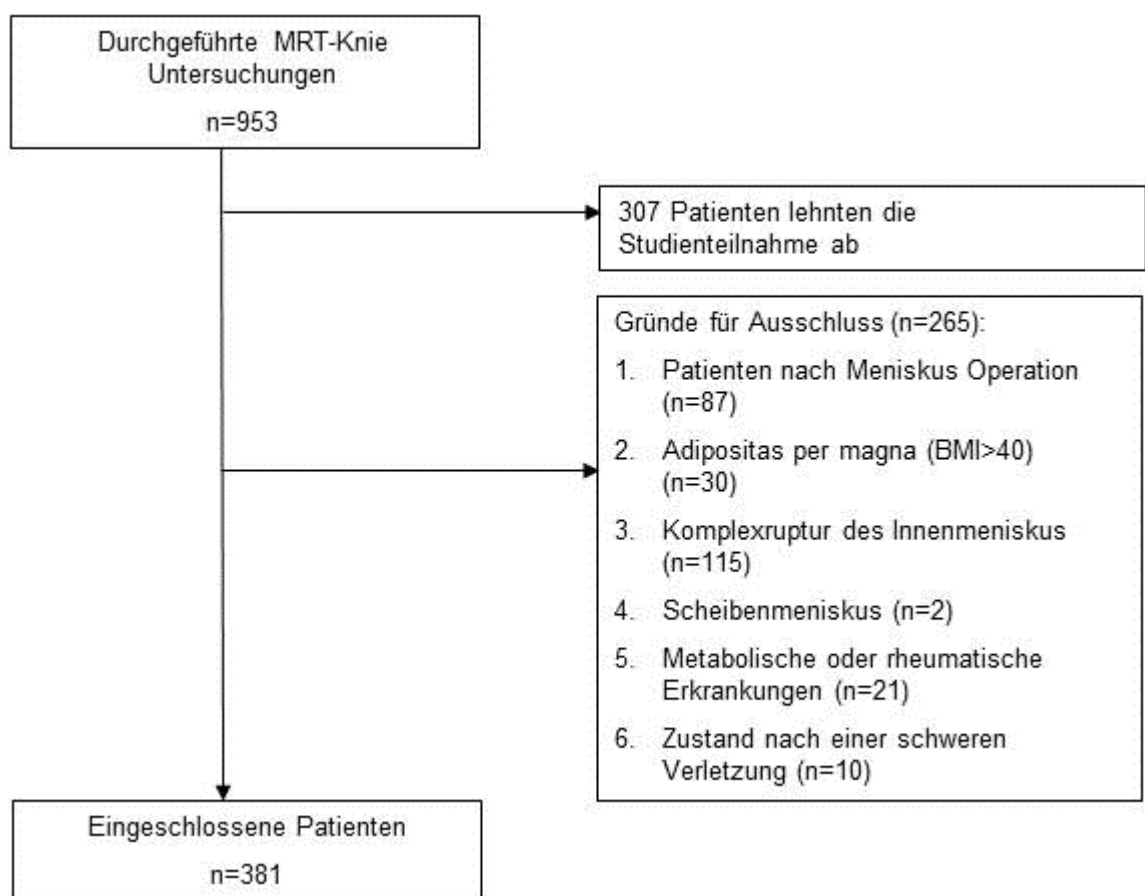 Durchgeführte MRT-Knie
Untersuchungen
n=953
307 Patienten lehnten die
Studienteilnahme ab
Gründe für Ausschluss (n=265):
1. Patienten nach Meniskus Operation
(n=87)
2. Adipositas per magna (BMI>40)
(n=30)
3. Komplexruptur des Innenmeniskus
(n=115)
4. Scheibenmeniskus (n=2)
5. Metabolische oder rheumatische
Erkrankungen (n=21)
6. Zustand nach einer schweren
Verletzung (n=10)
Eingeschlossene Patienten
n=381